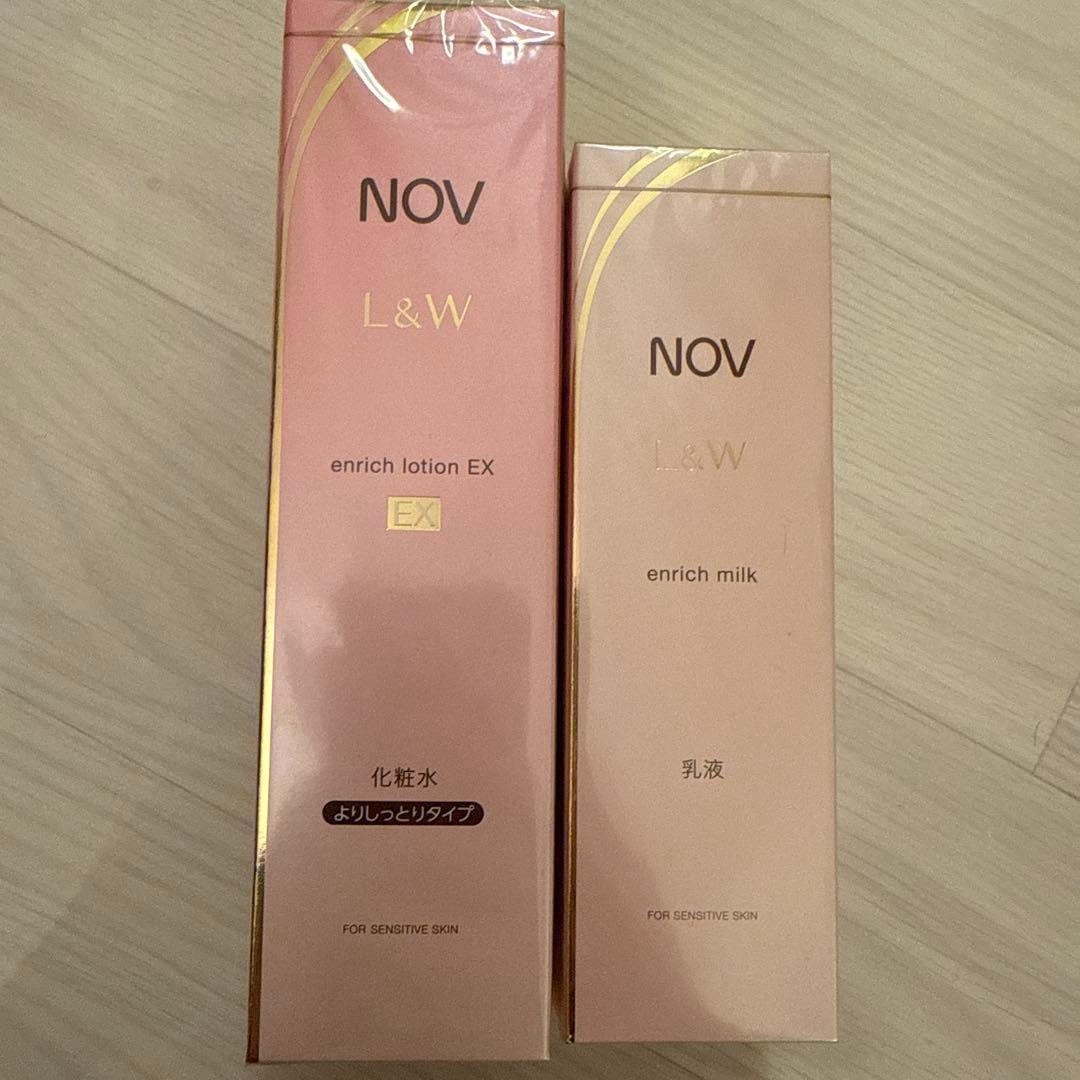 NOV
L&W
enrich lotion EX
EX
化粧水
よりしっとりタイプ
FOR SENSITIVE SKIN
NOV
L&W
enrich milk
乳液
FOR SENSITIVE SKIN